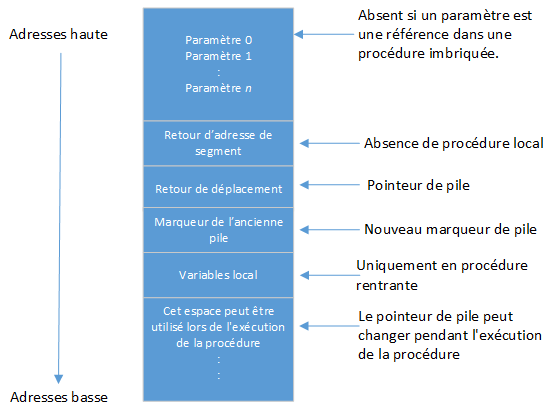 Adresses haute
Paramètre 0
Paramètre 1
:
Paramètre n
Absent si un paramètre est
une référence dans une
procédure imbriquée.
Retour d'adresse de
segment
Absence de procédure local
Retour de déplacement
Pointeur de pile
Marqueur de l'ancienne
pile
Nouveau marqueur de pile
Variables local
Uniquement en procédure
rentrante
Cet espace peut être
utilisé lors de l'exécution
de la procédure
:
:
Le pointeur de pile peut
changer pendant l'exécution
de la procédure
Adresses basse